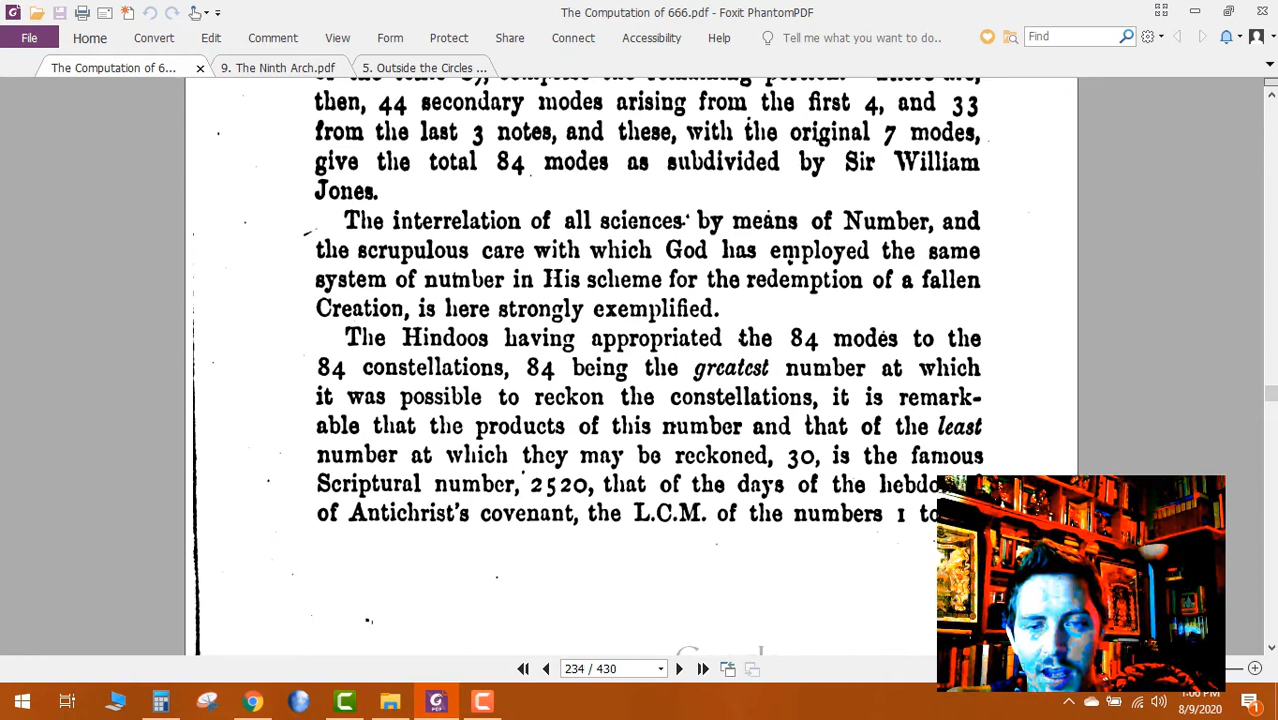 The Computation of 666.pdf - Foxit PhantomPDF
File Home Convert Edit Comment View Form Protect Share Connect Accessibility Help Tell me what you want to do.. Find
The Computation of 6... 9. The Ninth Arch.pdf 5. Outside the Circles ...
then, 44 secondary modes arising from the first 4, and 33
from the last 3 notes, and these, with the original 7 modes,
give the total 84 modes as subdivided by Sir William
Jones.
The interrelation of all sciences by means of Number, and
the scrupulous care with which God has employed the same
system of number in His scheme for the redemption of a fallen
Creation, is here strongly exemplified.
The Hindoos having appropriated the 84 modes to the
84 constellations, 84 being the greatest number at which
it was possible to reckon the constellations, it is remark-
able that the products of this number and that of the least
number at which they may be reckoned, 30, is the famous
Scriptural number, 2520, that of the days of the
of Antichrist's covenant, the L.C.M. of the numbers 1 to
234 / 430
1:06 PM
8/9/2020